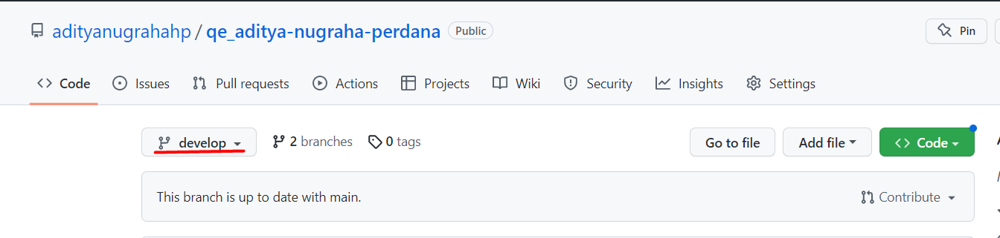 adityanugrahahp / qe_aditya-nugraha-perdana Public Pin
Code Issues Pull requests Actions Projects Wiki Security Insights Settings
develop 2 branches 0 tags Go to file Add file Code
This branch is up to date with main. Contribute